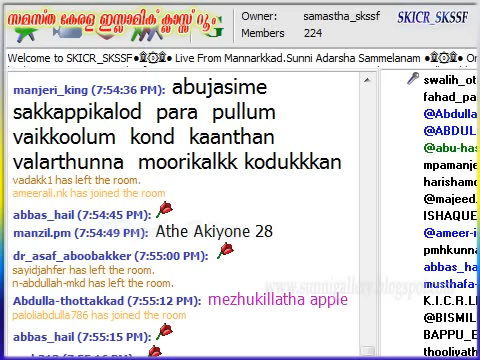 സമസ്ത കേരള ഇസ്ലാമിക് ക്ലാസ്സ് റൂം
Owner: samastha_skssf
Members 224
SKICR_SKSSF
Welcome to SKICR_SKSSF●۩۞۩● Live From Mannarkkad.Sunni Adarsha Sammelanam ●۩۞۩●
manjeri_king (7:54:36 PM): abujasime
sakkappikalod para pullum
vaikkoolum kond kaanthan
valarthunna moorikalkk kodukkkan
vadakk1 has left the room.
ameerali.nk has joined the room
abbas_hail (7:54:45 PM):
manzil.pm (7:54:49 PM): Athe Akiyone 28
dr_asaf_aboobakker (7:55:00 PM):
sayidjahfer has left the room.
n-abdullah-mkd has left the room.
Abdulla-thottakkad (7:55:12 PM): mezhukillatha apple
paloliabdulla786 has joined the room
abbas_hail (7:55:15 PM):
swalih_ot
fahad_pa
@Abdulla
@ABDUL
@abu-has
mpamanje
harishamo
@majeed.
ISHAQUE
@ameer-i
pmhkunna
abbas_ha
mustafa-
K.I.C.R.L
@BISMIL
BAPPU_E
hooliyath
www.sunnigallery.blogspo